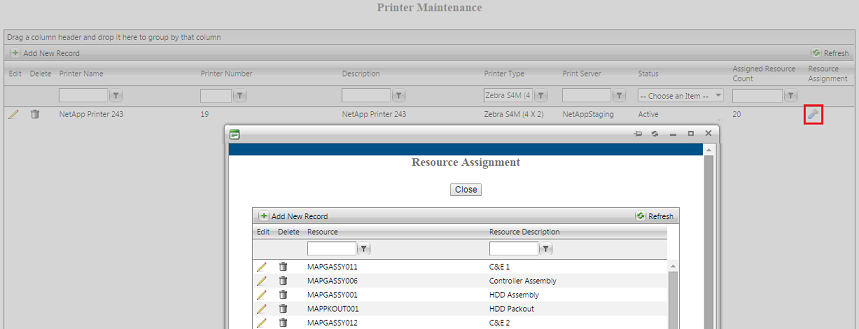 Printer Maintenance
Drag a column header and drop it here to group by that column
Add New Record Refresh
Edit Delete Printer Name Printer Number Description Printer Type Print Server Status Assigned Resource Count Resource Assignment
Zebra S4M (4 -- Choose an Item --
NetApp Printer 243 19 NetApp Printer 243 Zebra S4M (4 X 2) NetAppStaging Active 20
Resource Assignment
Close
Add New Record Refresh
Edit Delete Resource Resource Description
MAPGASSY011 C&E 1
MAPGASSY006 Controller Assembly
MAPGASSY001 HDD Assembly
MAPPKOUT001 HDD Packout
MAPGASSY012 C&E 2